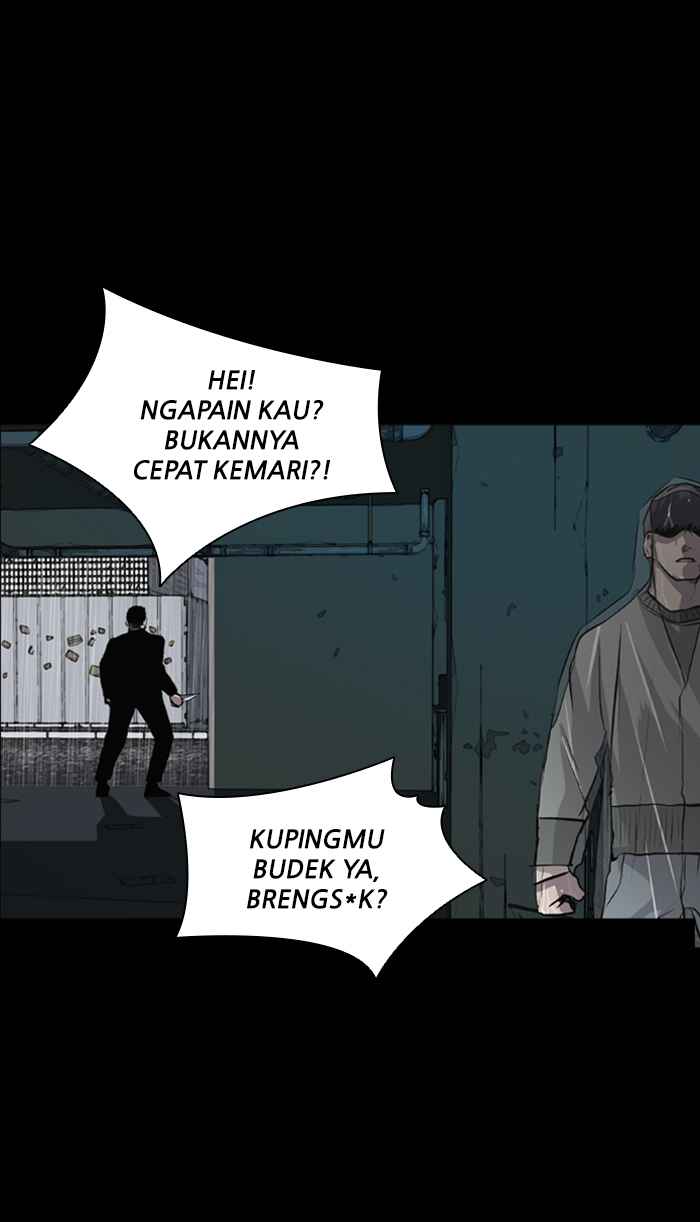 HEI!
NGAPAIN KAU?
BUKANNYA
CEPAT KEMARI?!
KUPINGMU
BUDEK YA,
BRENGS*K?